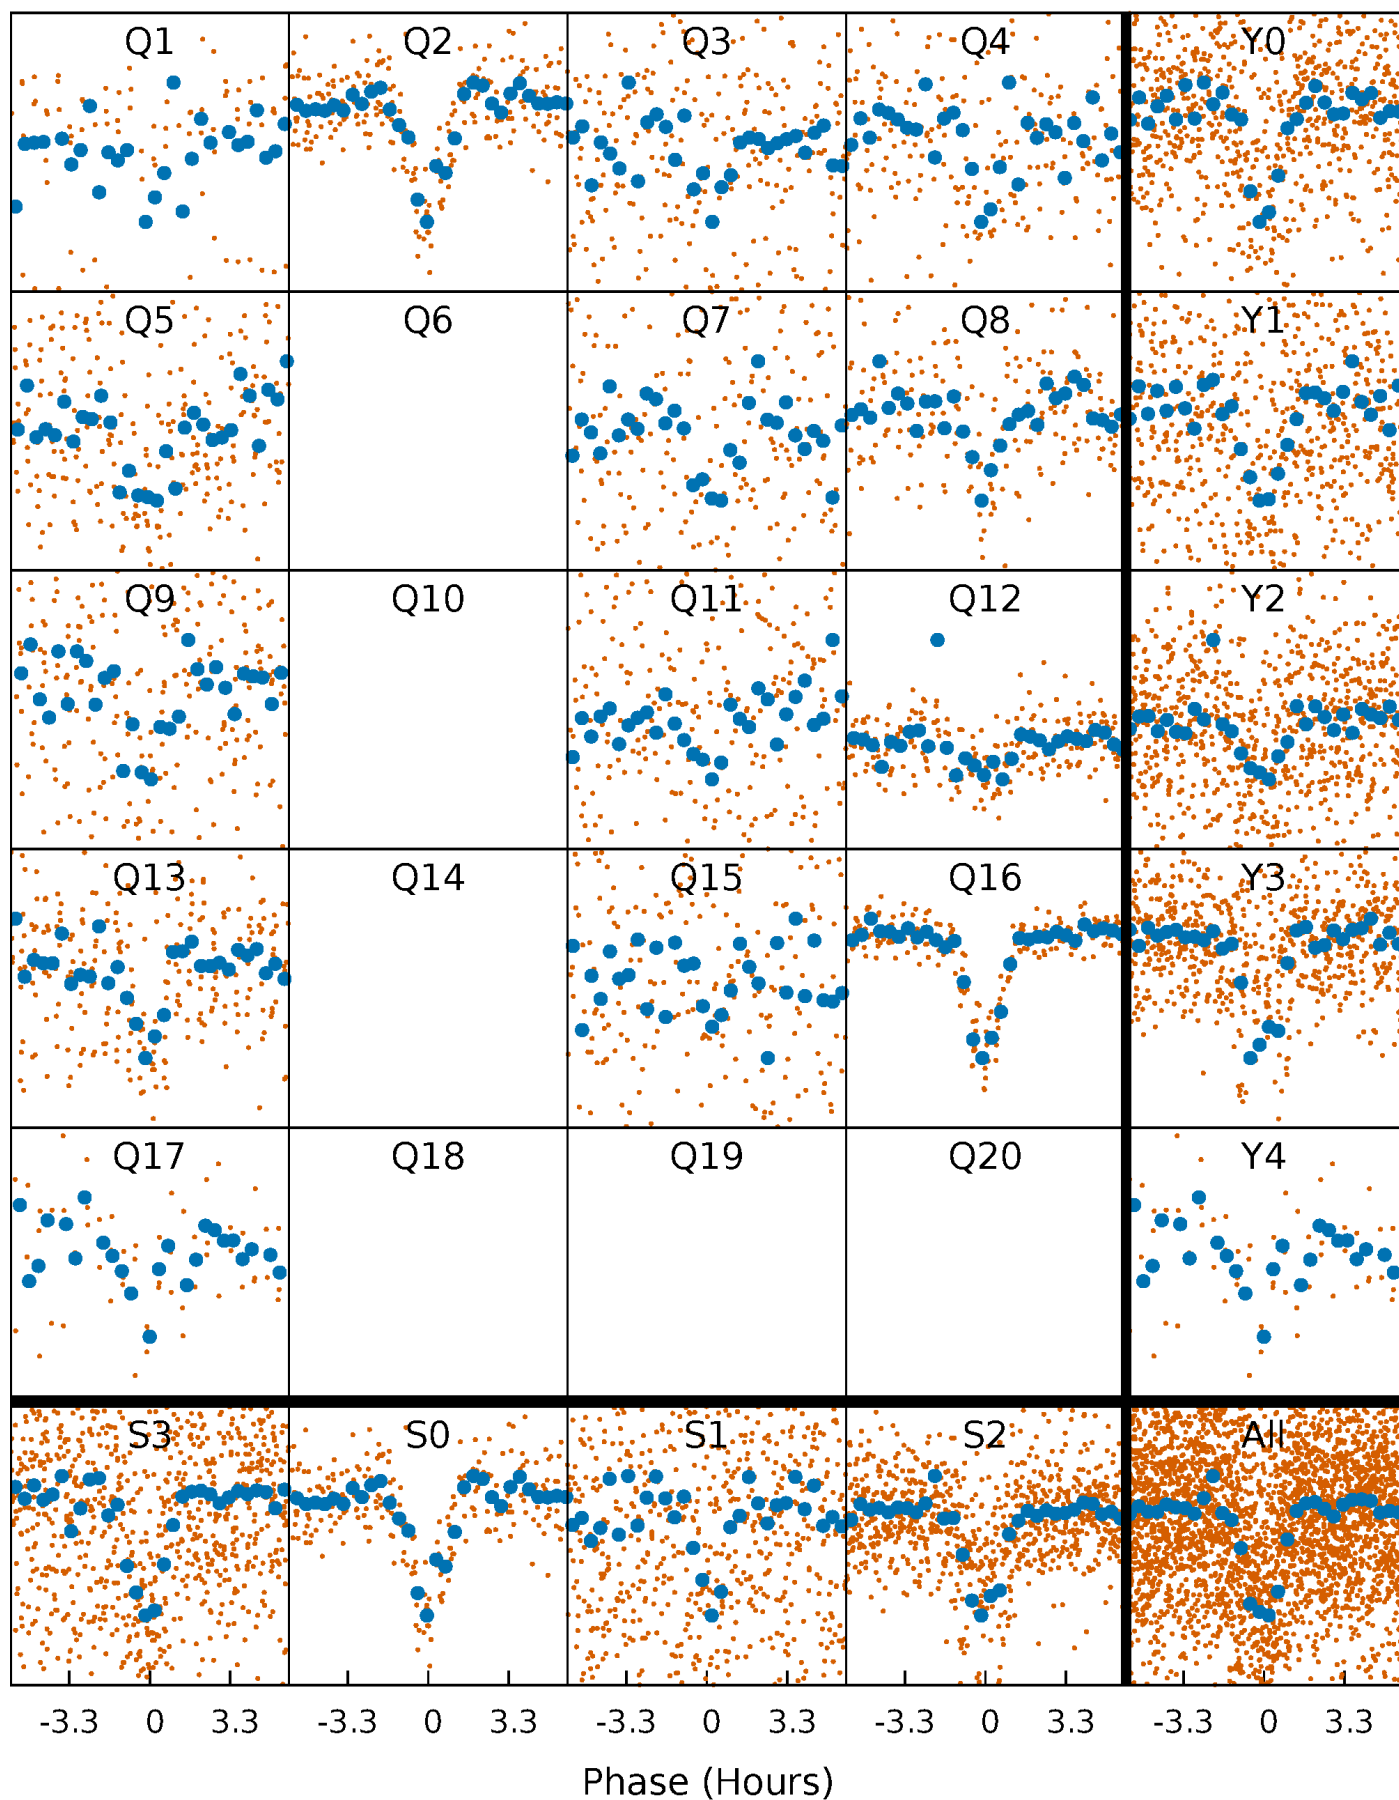 Q1 Q2 Q3 Q4 Y0
Q5 Q6 Q7 Q8 Y1
Q9 Q10 Q11 Q12 Y2
Q13 Q14 Q15 Q16 Y3
Q17 Q18 Q19 Q20 Y4
S3 S0 S1 S2 All
-3.3 0 3.3 -3.3 0 3.3 -3.3 0 3.3 -3.3 0 3.3 -3.3 0 3.3
Phase (Hours)